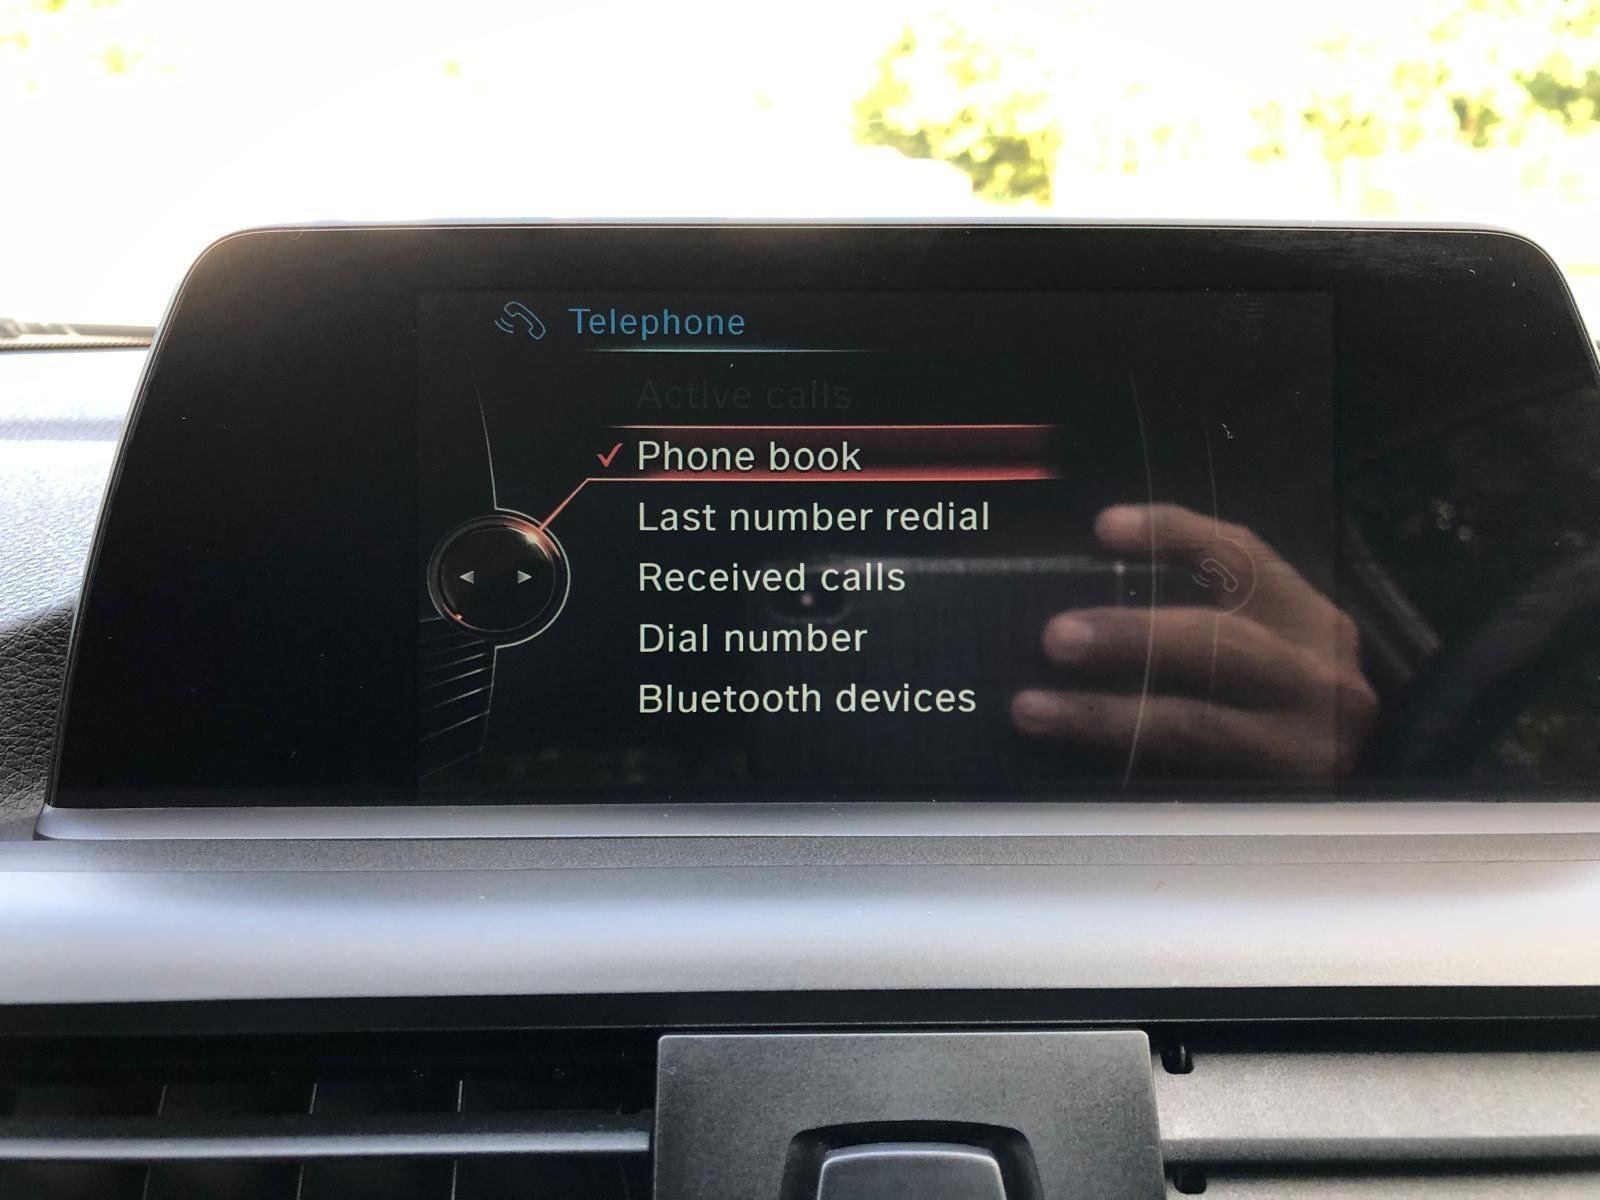 Telephone
Active calls
Phone book
Last number redial
Received calls
Dial number
Bluetooth devices